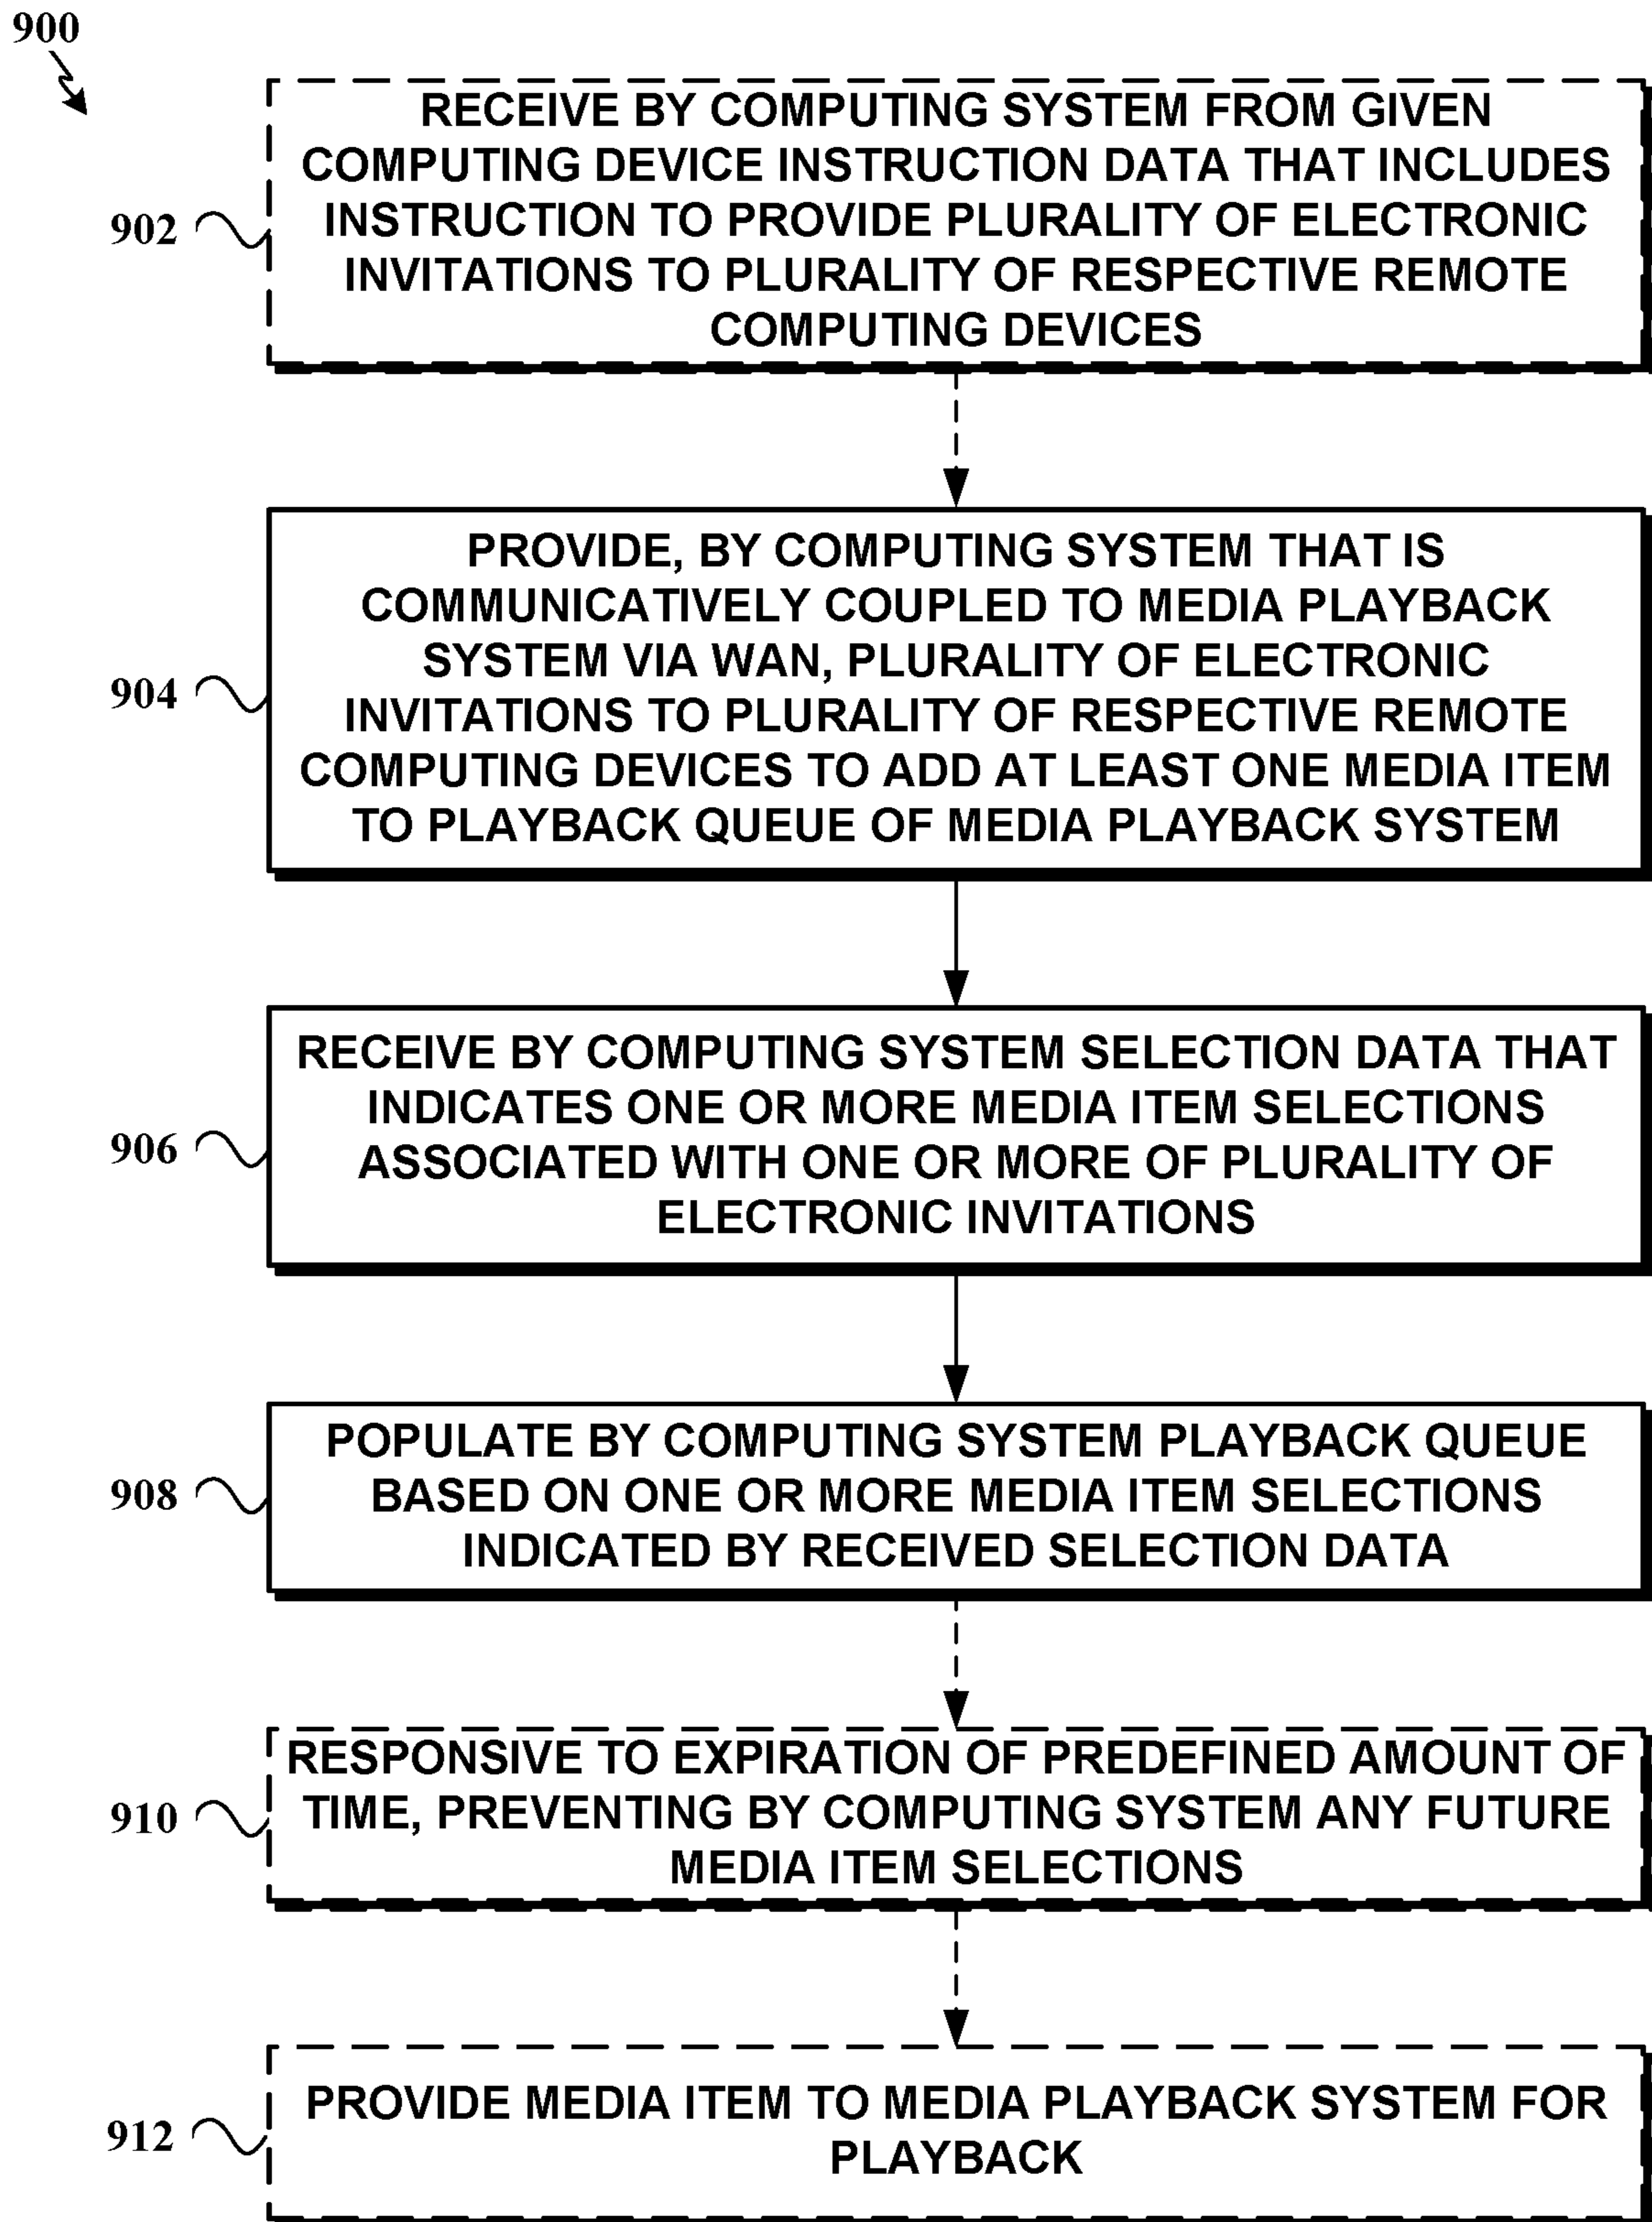 900
RECEIVE BY COMPUTING SYSTEM FROM GIVEN
COMPUTING DEVICE INSTRUCTION DATA THAT INCLUDES
INSTRUCTION TO PROVIDE PLURALITY OF ELECTRONIC
INVITATIONS TO PLURALITY OF RESPECTIVE REMOTE
COMPUTING DEVICES
902
PROVIDE, BY COMPUTING SYSTEM THAT IS
COMMUNICATIVELY COUPLED TO MEDIA PLAYBACK
SYSTEM VIA WAN, PLURALITY OF ELECTRONIC
INVITATIONS TO PLURALITY OF RESPECTIVE REMOTE
COMPUTING DEVICES TO ADD AT LEAST ONE MEDIA ITEM
TO PLAYBACK QUEUE OF MEDIA PLAYBACK SYSTEM
904
RECEIVE BY COMPUTING SYSTEM SELECTION DATA THAT
INDICATES ONE OR MORE MEDIA ITEM SELECTIONS
ASSOCIATED WITH ONE OR MORE OF PLURALITY OF
ELECTRONIC INVITATIONS
906
POPULATE BY COMPUTING SYSTEM PLAYBACK QUEUE
BASED ON ONE OR MORE MEDIA ITEM SELECTIONS
INDICATED BY RECEIVED SELECTION DATA
908
RESPONSIVE TO EXPIRATION OF PREDEFINED AMOUNT OF
TIME, PREVENTING BY COMPUTING SYSTEM ANY FUTURE
MEDIA ITEM SELECTIONS
910
PROVIDE MEDIA ITEM TO MEDIA PLAYBACK SYSTEM FOR
PLAYBACK
912